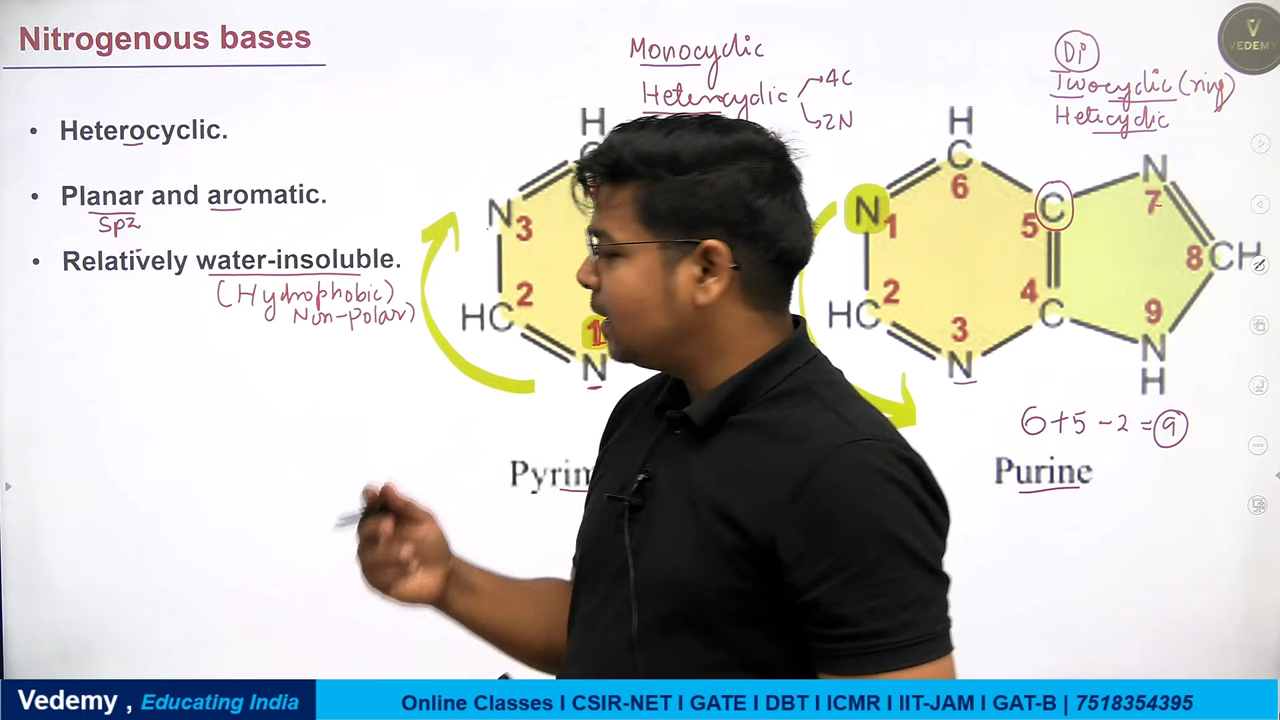 Nitrogenous bases
• Heterocyclic.
• Planar and aromatic.
Sp2
• Relatively water-insoluble.
(Hydrophobic)
Non-polar)
Monocyclic
Heterocyclic
4C
2N
Di
Twocyclic (ring)
Heticyclic
VEDEMY
H
N 3
2
HC
1
N
Pyrim
H
C
6
N 1
5 C
N
7
8 CH
2
HC
4 C
3
N
9
N
H
6+5-2=9
Purine
Vedemy , Educating India
Online Classes I CSIR-NET I GATE I DBT I ICMR I IIT-JAM I GAT-B | 7518354395